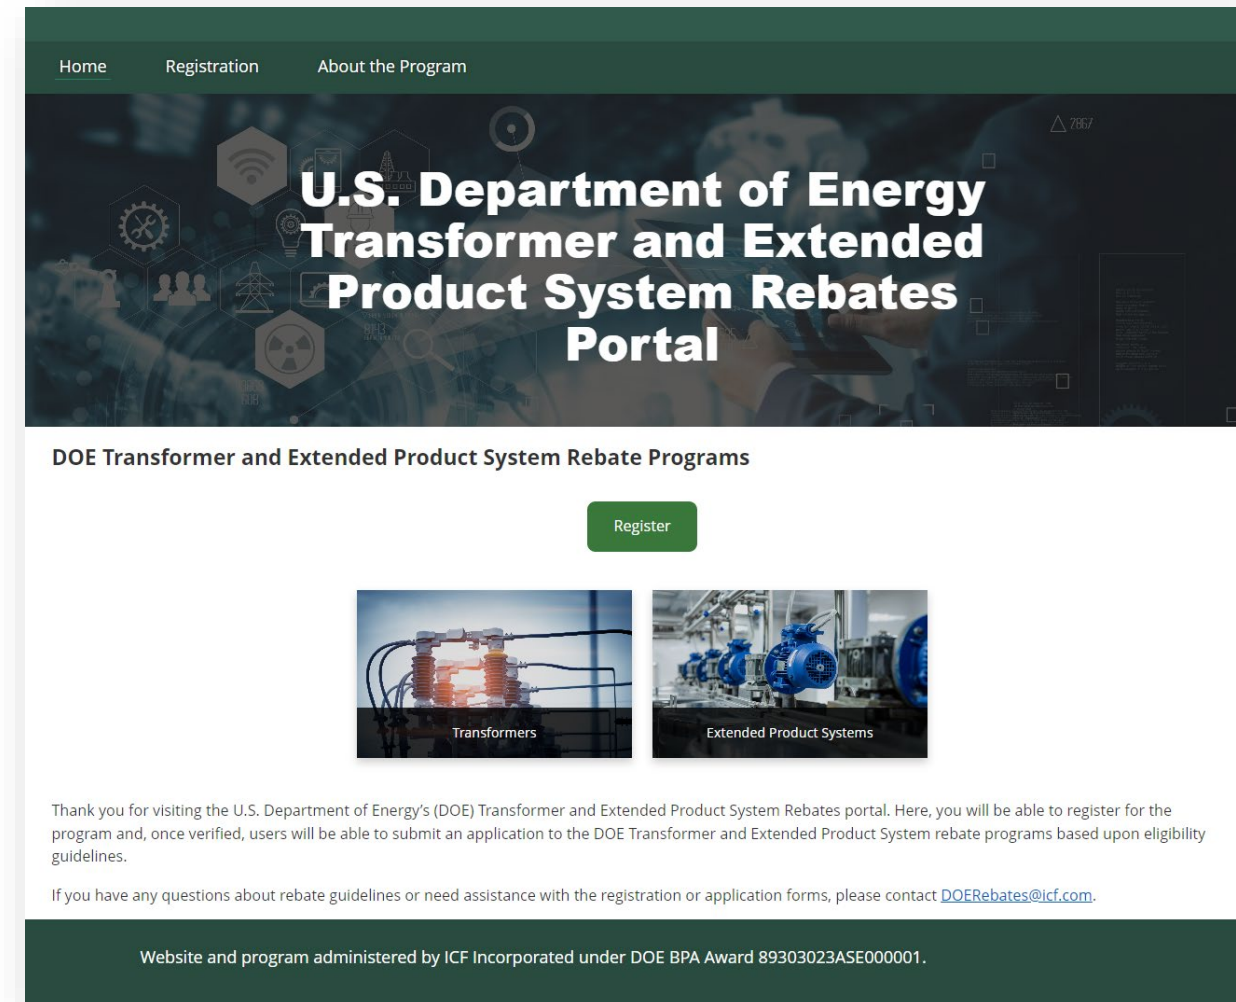 Home Registration About the Program
2867
U.S. Department of Energy
Transformer and Extended
Product System Rebates
Portal
DOE Transformer and Extended Product System Rebate Programs
Register
Transformers Extended Product Systems
Thank you for visiting the U.S. Department of Energy’s (DOE) Transformer and Extended Product System Rebates portal. Here, you will be able to register for the
program and, once verified, users will be able to submit an application to the DOE Transformer and Extended Product System rebate programs based upon eligibility
guidelines.
If you have any questions about rebate guidelines or need assistance with the registration or application forms, please contact DOERebates@icf.com.
Website and program administered by ICF Incorporated under DOE BPA Award 89303023ASE000001.